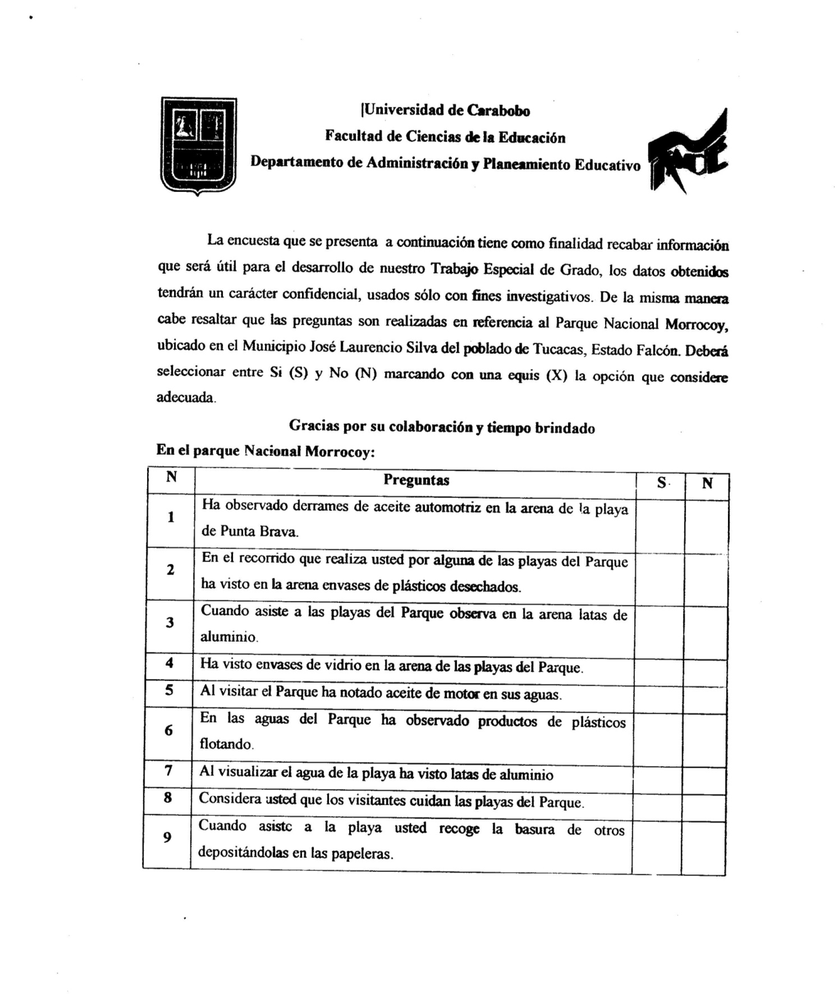 |Universidad de Carabobo
Facultad de Ciencias de la Educación
Departamento de Administración y Planeamiento Educativo
La encuesta que se presenta a continuación tiene como finalidad recabar información
que será útil para el desarrollo de nuestro Trabajo Especial de Grado, los datos obtenidos
tendrán un carácter confidencial, usados sólo con fines investigativos. De la misma manera
cabe resaltar que las preguntas son realizadas en referencia al Parque Nacional Morrocoy,
ubicado en el Municipio José Laurencio Silva del poblado de Tucacas, Estado Falcón. Deberá
seleccionar entre Si (S) y No (N) marcando con una equis (X) la opción que considere
adecuada.
Gracias por su colaboración y tiempo brindado
En el parque Nacional Morrocoy:
N Preguntas S N
1 Ha observado derrames de aceite automotriz en la arena de la playa
de Punta Brava.
2 En el recorrido que realiza usted por alguna de las playas del Parque
ha visto en la arena envases de plásticos desechados.
3 Cuando asiste a las playas del Parque observa en la arena latas de
aluminio.
4 Ha visto envases de vidrio en la arena de las playas del Parque.
5 Al visitar el Parque ha notado aceite de motor en sus aguas.
6 En las aguas del Parque ha observado productos de plásticos
flotando.
7 Al visualizar el agua de la playa ha visto latas de aluminio
8 Considera usted que los visitantes cuidan las playas del Parque.
9 Cuando asiste a la playa usted recoge la basura de otros
depositándolas en las papeleras.